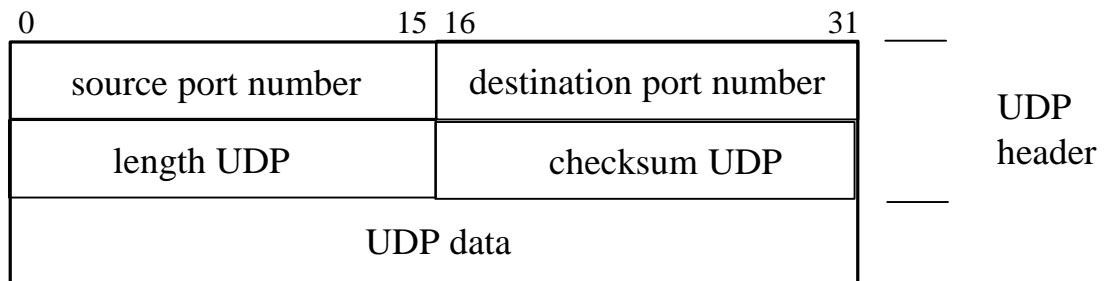 0 15 16 31
source port number destination port number
UDP
length UDP checksum UDP
header
UDP data